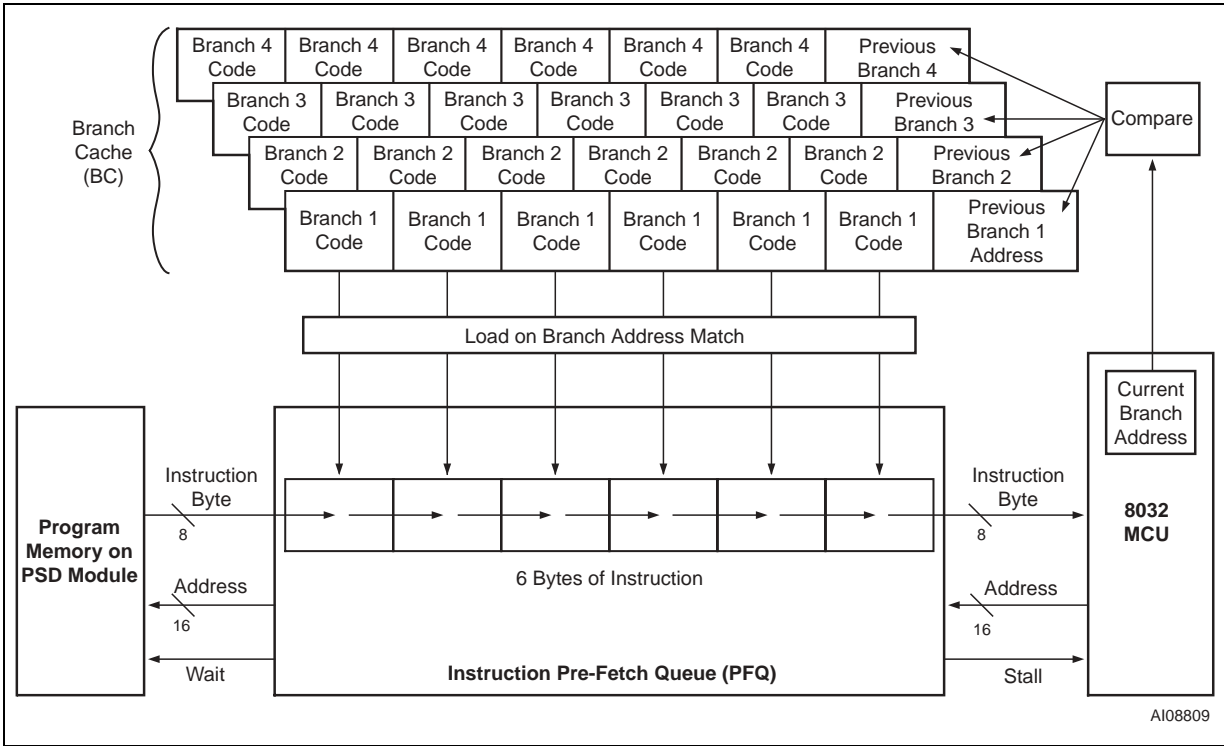 Branch 4 Branch 4 Branch 4 Branch 4 Branch 4 Branch 4 Previous
Code Code Code Code Code Code Branch 4
Branch 3 Branch 3 Branch 3 Branch 3 Branch 3 Branch 3 Previous
Code Code Code Code Code Code Branch 3
Compare
Branch
Cache
(BC)
Branch 2 Branch 2 Branch 2 Branch 2 Branch 2 Branch 2 Previous
Code Code Code Code Code Code Branch 2
Branch 1 Branch 1 Branch 1 Branch 1 Branch 1 Branch 1 Previous
Code Code Code Code Code Code Branch 1
Address
Load on Branch Address Match
Current
Branch
Address
Instruction
Byte
8
Instruction
Byte
8
Program
Memory on
PSD Module
8032
MCU
6 Bytes of Instruction
Address
16
Address
16
Wait
Instruction Pre-Fetch Queue (PFQ)
Stall
AI08809